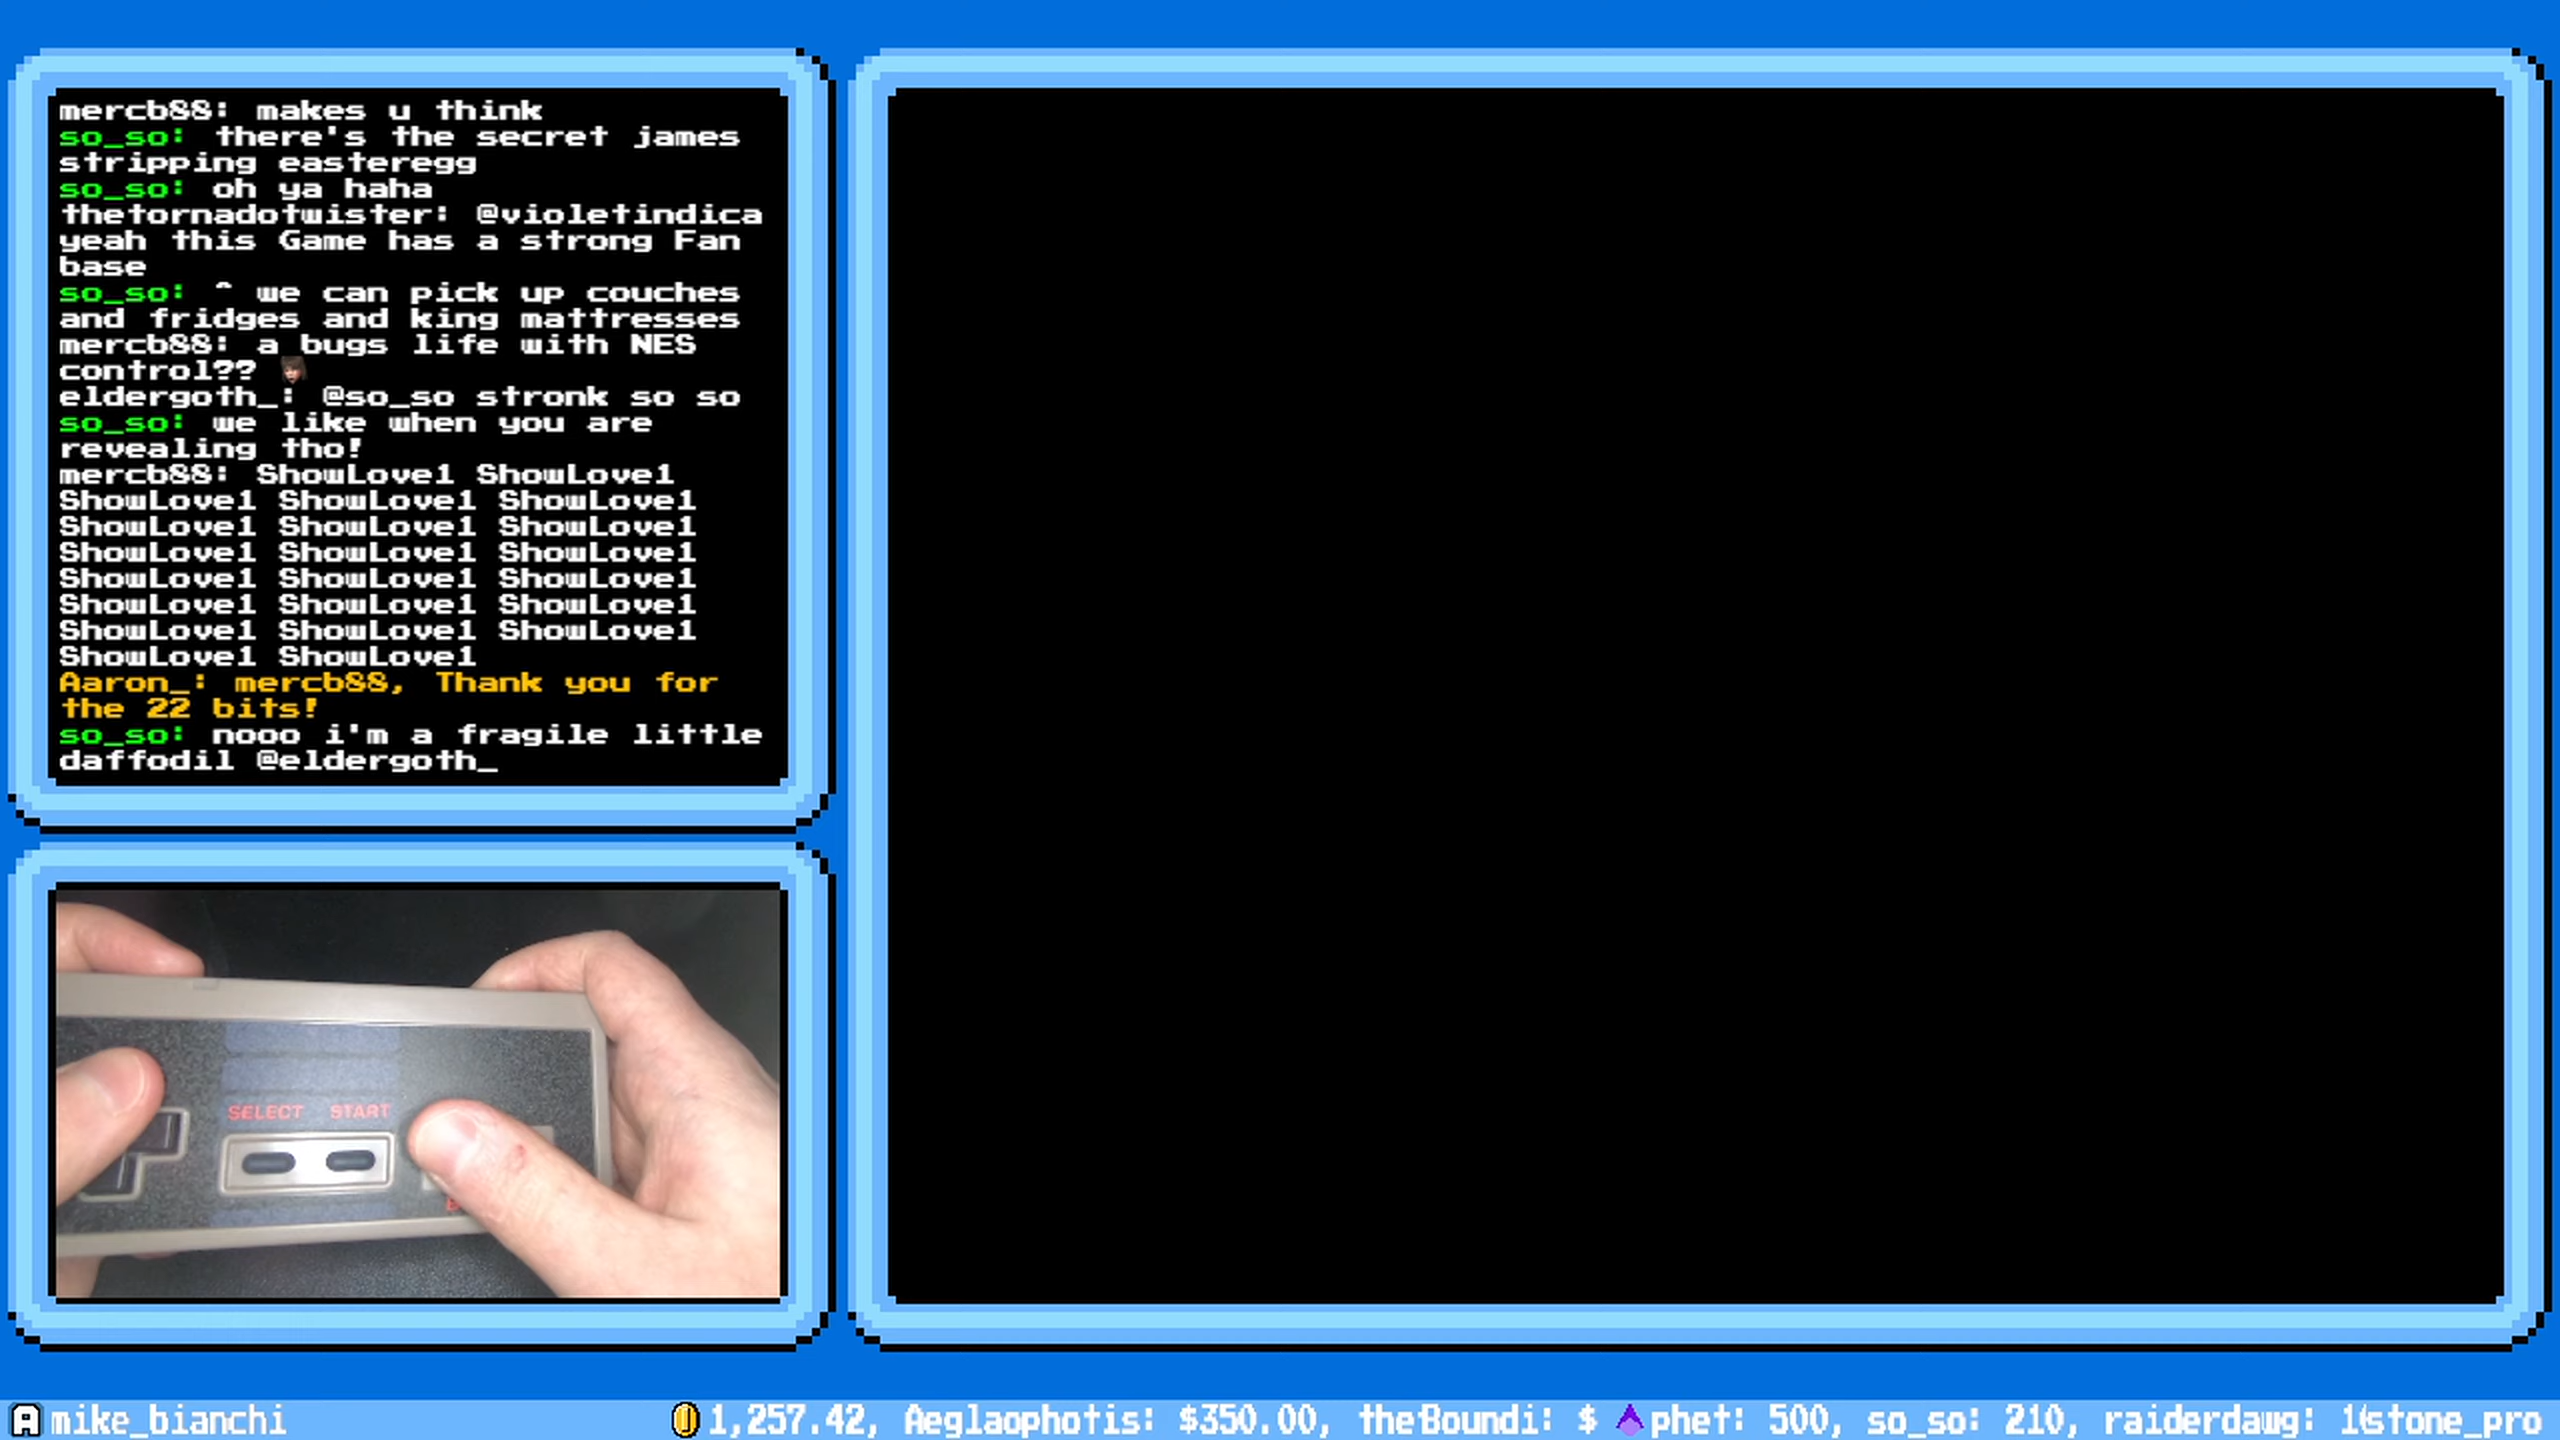 mercb88: makes u think
so_so: there's the secret james
stripping easteregg
so_so: oh ya haha
thetornadotwister: @violetindica
yeah this Game has a strong Fan
base
so_so: ^ we can pick up couches
and fridges and king mattresses
mercb88: a bugs life with NES
control??
eldergoth_: @so_so stronk so so
so_so: we like when you are
revealing tho!
mercb88: ShowLove1 ShowLove1
ShowLove1 ShowLove1 ShowLove1
ShowLove1 ShowLove1 ShowLove1
ShowLove1 ShowLove1 ShowLove1
ShowLove1 ShowLove1 ShowLove1
ShowLove1 ShowLove1 ShowLove1
ShowLove1 ShowLove1 ShowLove1
ShowLove1 ShowLove1
Aaron_: mercb88, Thank you for
the 22 bits!
so_so: nooo i'm a fragile little
daffodil @eldergoth_
SELECT START
A mike_bianchi 1,257.42, Aeglaophotis: $350.00, theBoundi: $ phet: 500, so_so: 210, raiderdawg: stone_pro